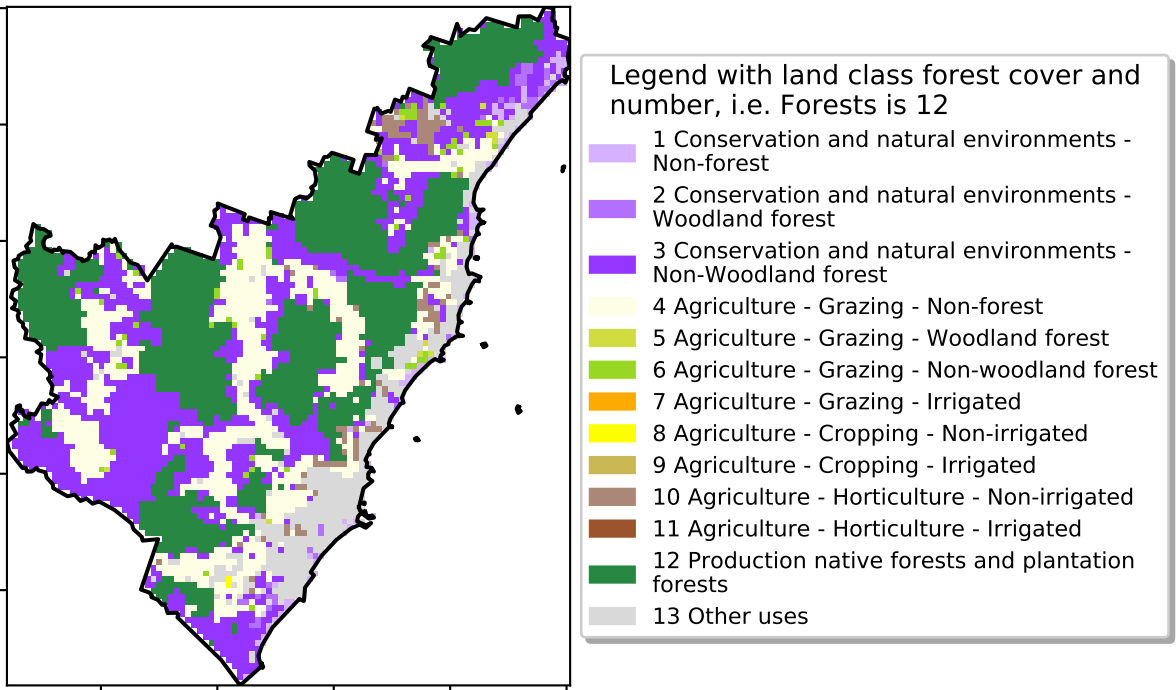 Legend with land class forest cover and
number, i.e. Forests is 12
1 Conservation and natural environments -
Non-forest
2 Conservation and natural environments -
Woodland forest
3 Conservation and natural environments -
Non-Woodland forest
4 Agriculture - Grazing - Non-forest
5 Agriculture - Grazing - Woodland forest
6 Agriculture - Grazing - Non-woodland forest
7 Agriculture - Grazing - Irrigated
8 Agriculture - Cropping - Non-irrigated
9 Agriculture - Cropping - Irrigated
10 Agriculture - Horticulture - Non-irrigated
11 Agriculture - Horticulture - Irrigated
12 Production native forests and plantation
forests
13 Other uses